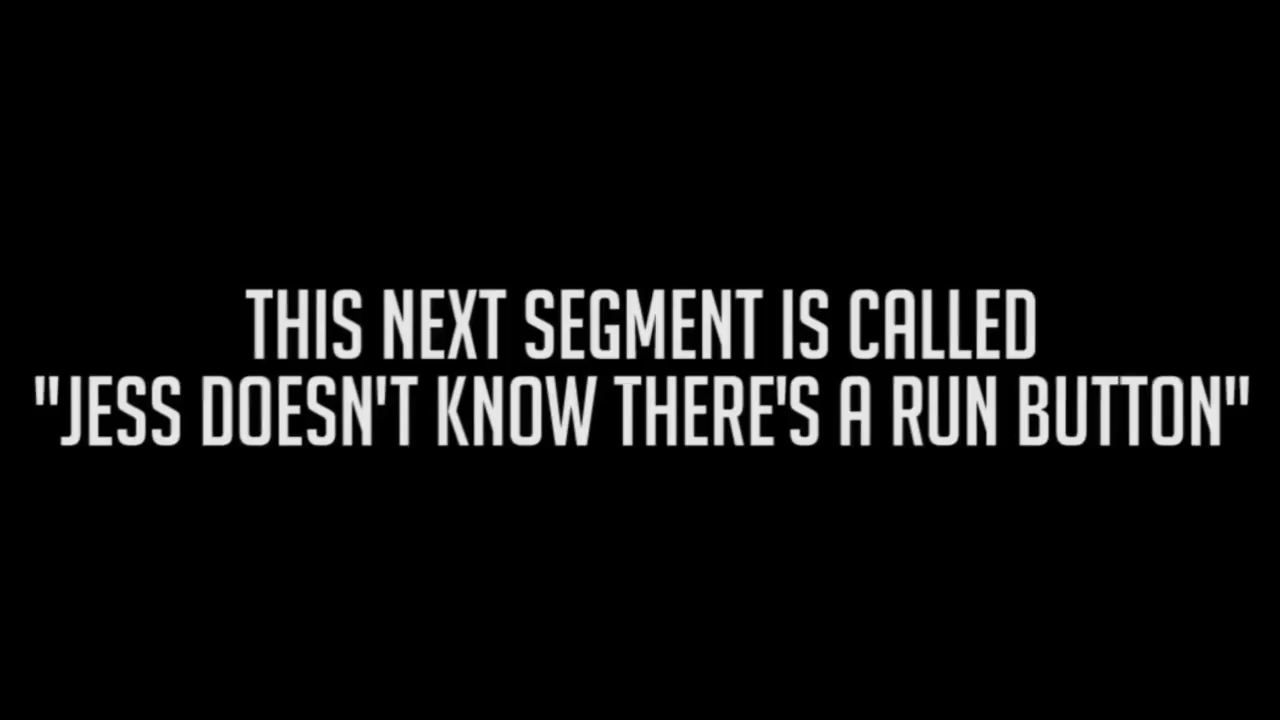 THIS NEXT SEGMENT IS CALLED
"JESS DOESN'T KNOW THERE'S A RUN BUTTON"